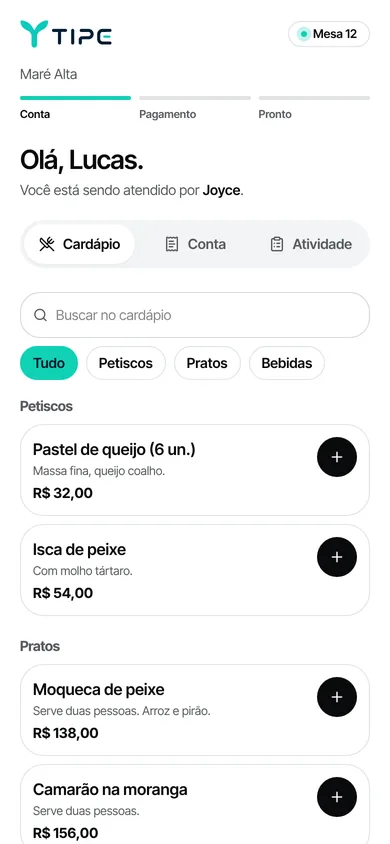 TIPE
Mesa 12
Maré Alta
Conta
Pagamento
Pronto
Olá, Lucas.
Você está sendo atendido por Joyce.
Cardápio
Conta
Atividade
Buscar no cardápio
Tudo
Petiscos
Pratos
Bebidas
Petiscos
Pastel de queijo (6 un.)
Massa fina, queijo coalho.
R$ 32,00
Isca de peixe
Com molho tártaro.
R$ 54,00
Pratos
Moqueca de peixe
Serve duas pessoas. Arroz e pirão.
R$ 138,00
Camarão na moranga
Serve duas pessoas.
R$ 156,00